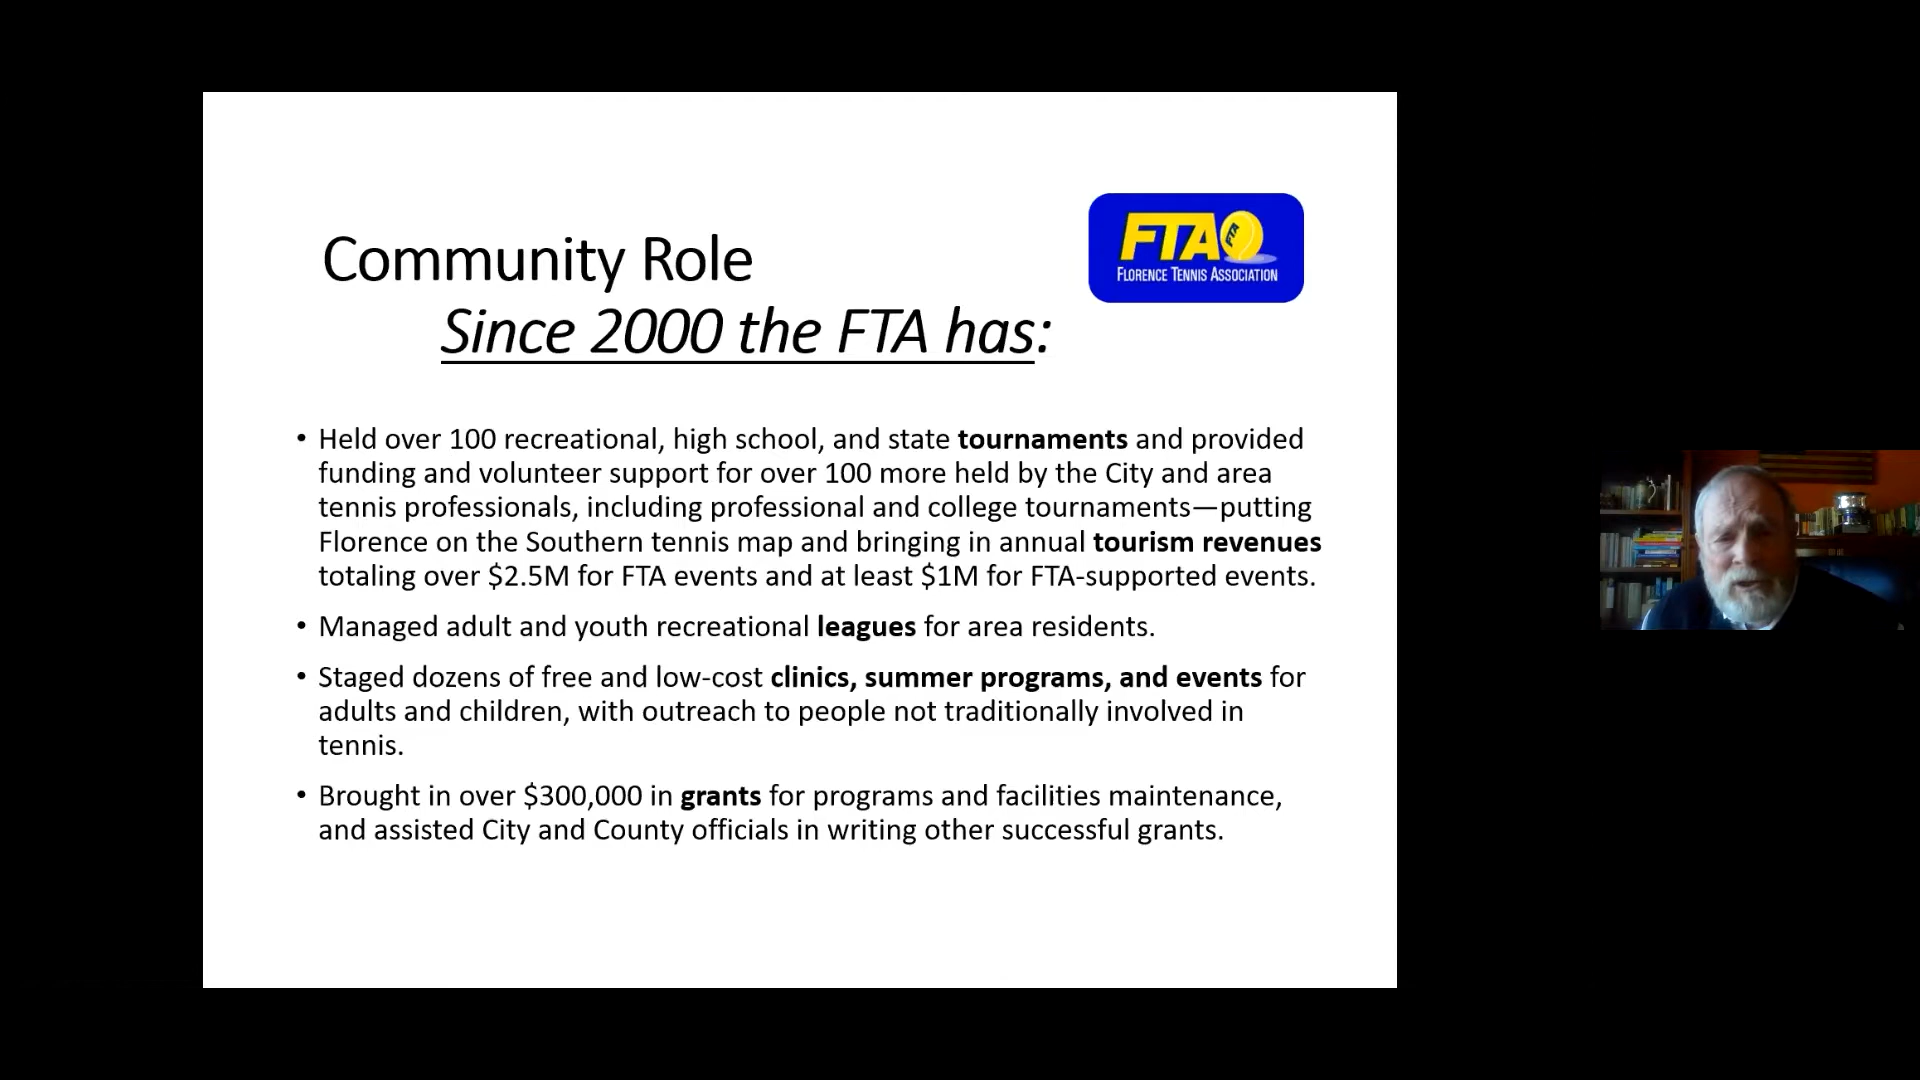 FTA
FTA
FLORENCE TENNIS ASSOCIATION
Community Role
Since 2000 the FTA has:
• Held over 100 recreational, high school, and state tournaments and provided
funding and volunteer support for over 100 more held by the City and area
tennis professionals, including professional and college tournaments—putting
Florence on the Southern tennis map and bringing in annual tourism revenues
totaling over $2.5M for FTA events and at least $1M for FTA-supported events.
• Managed adult and youth recreational leagues for area residents.
• Staged dozens of free and low-cost clinics, summer programs, and events for
adults and children, with outreach to people not traditionally involved in
tennis.
• Brought in over $300,000 in grants for programs and facilities maintenance,
and assisted City and County officials in writing other successful grants.